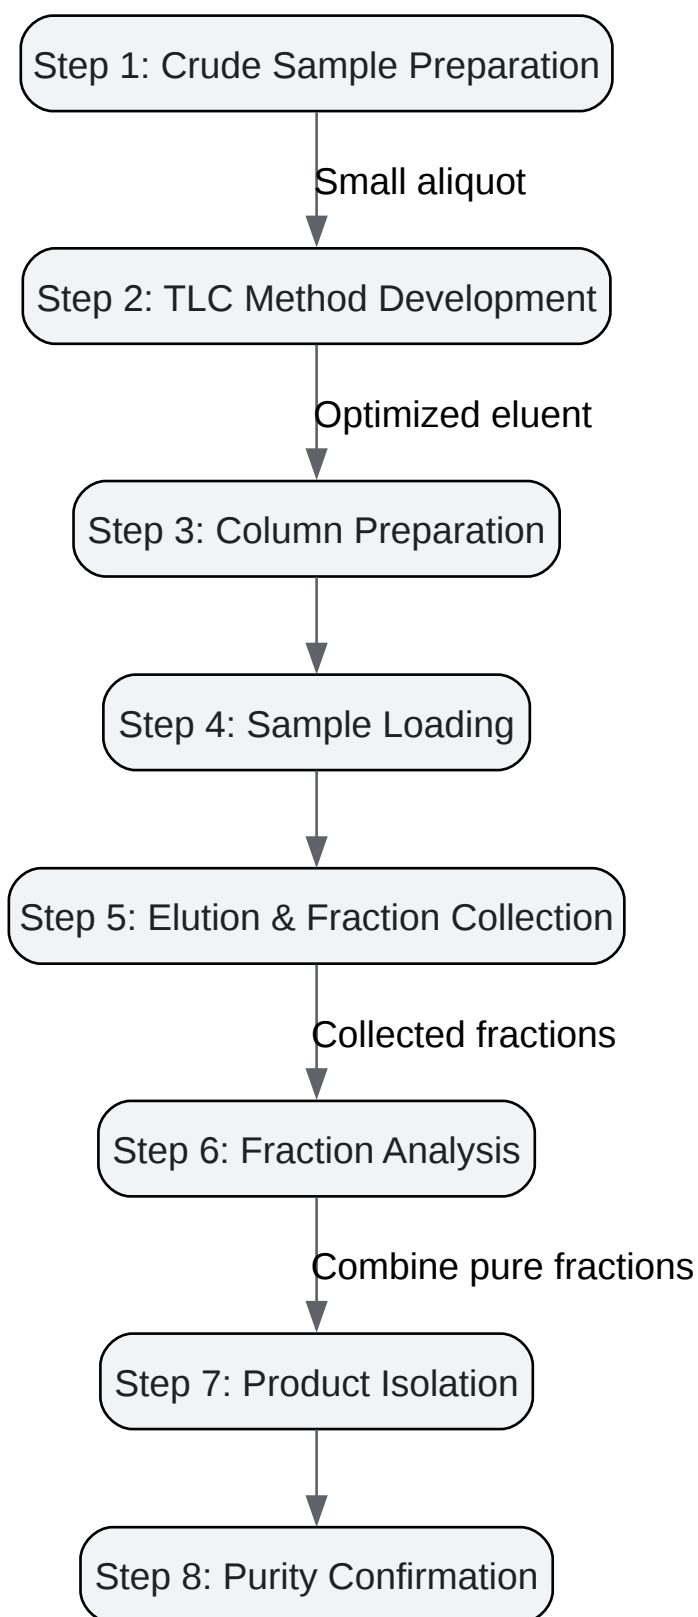 Step 1: Crude Sample Preparation
Small aliquot
Step 2: TLC Method Development
Optimized eluent
Step 3: Column Preparation
Step 4: Sample Loading
Step 5: Elution & Fraction Collection
Collected fractions
Step 6: Fraction Analysis
Combine pure fractions
Step 7: Product Isolation
Step 8: Purity Confirmation